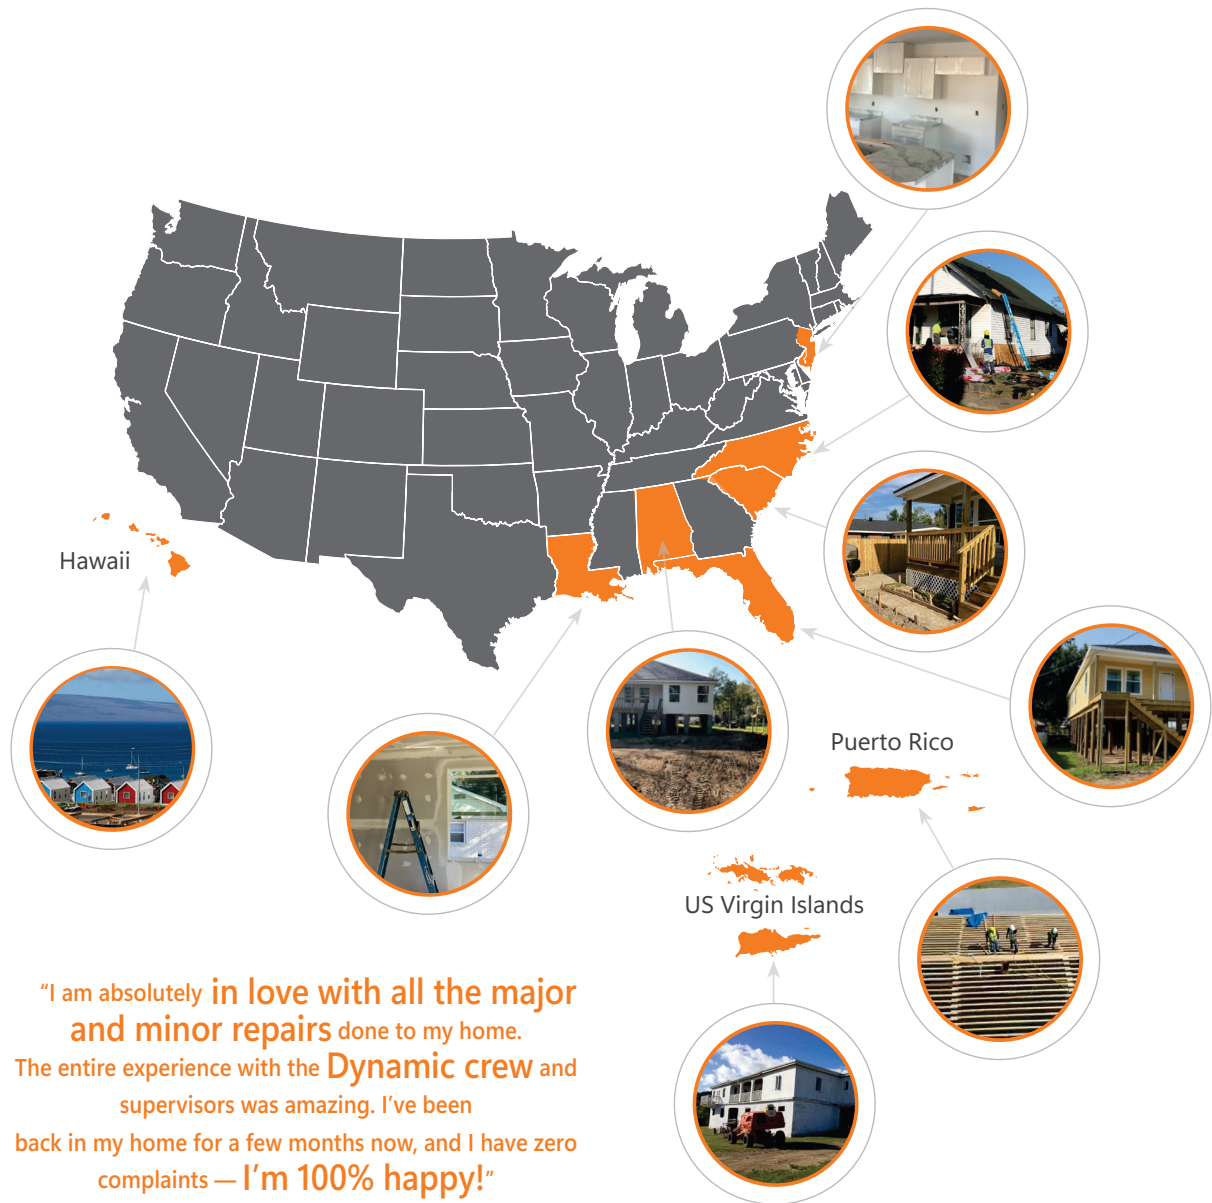 Hawaii
Puerto Rico
US Virgin Islands
“I am absolutely in love with all the major
and minor repairs done to my home.
The entire experience with the Dynamic crew and
supervisors was amazing. I’ve been
back in my home for a few months now, and I have zero
complaints — I’m 100% happy!”